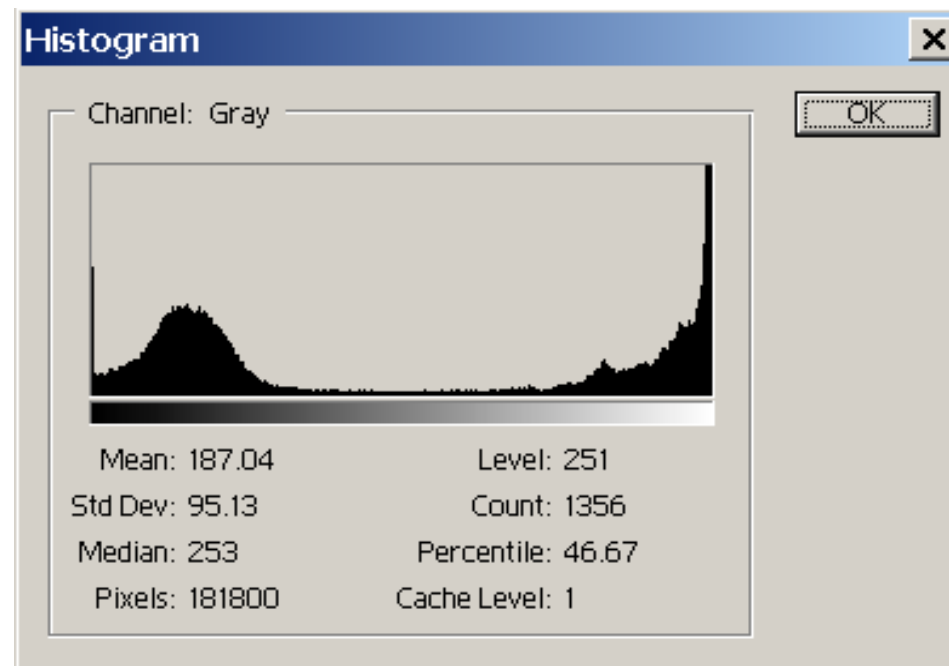 Histogram
OK
Channel: Gray
Mean: 187.04 Level: 251
Std Dev: 95.13 Count: 1356
Median: 253 Percentile: 46.67
Pixels: 181800 Cache Level: 1